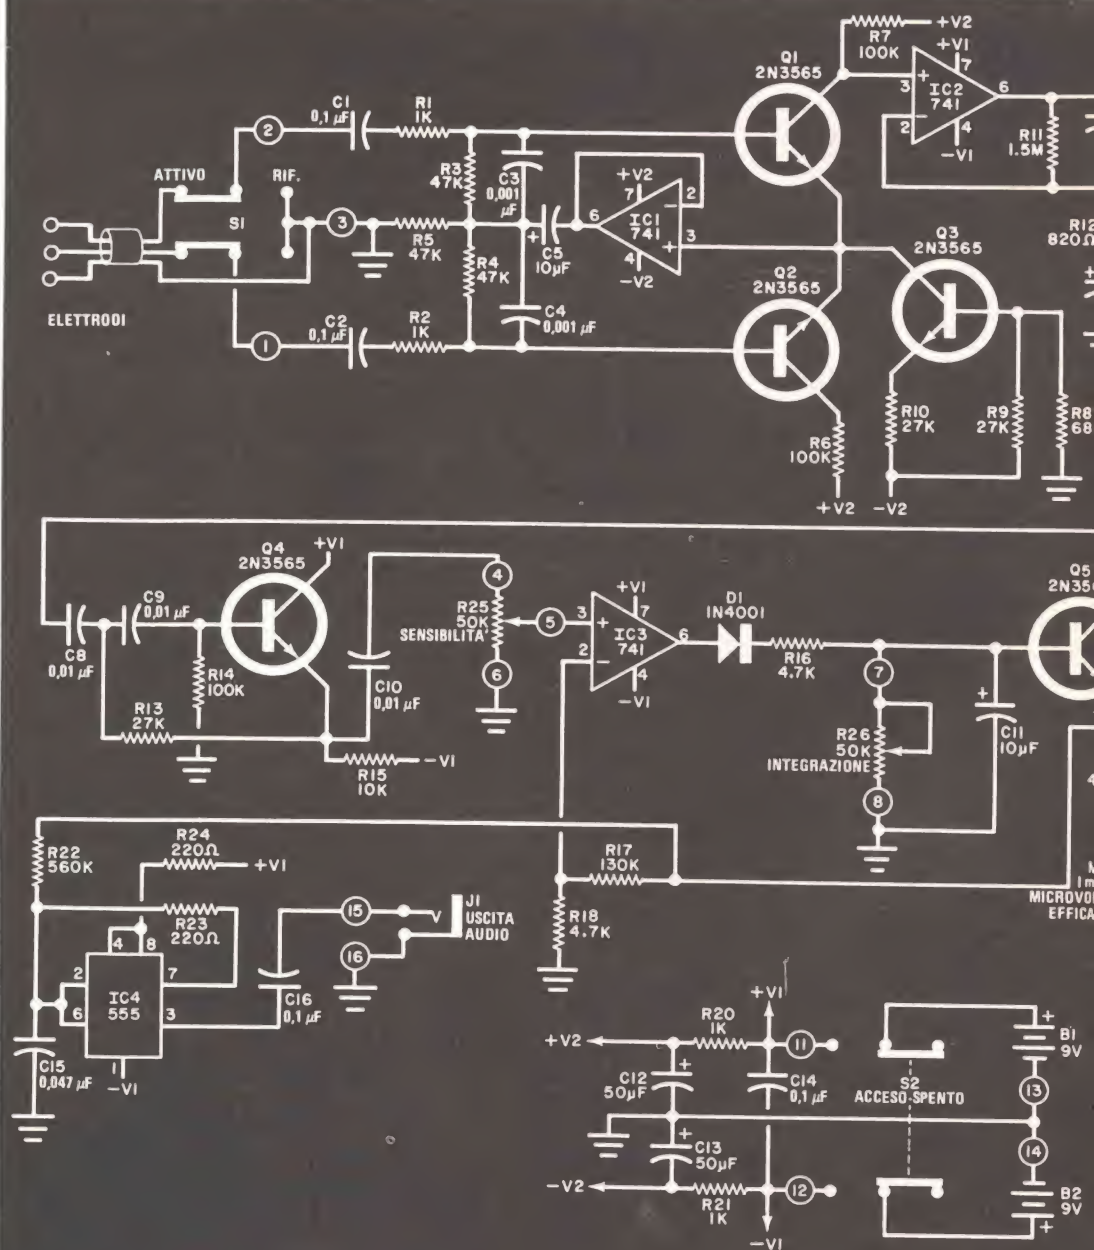 R7
100K
+V2
Q1
2N3565
+V1
7
+
3
IC2
741
6
2
−
4
−V1
R11
1.5M
C1
0,1 µF
R1
1K
2
ATTIVO
RIF.
S1
3
R3
47K
C3
0,001
µF
+V2
7
2
−
IC1
741
6
3
+
4
−V2
R5
47K
R4
47K
+
C5
10µF
R12
820Ω
Q3
2N3565
Q2
2N3565
ELETTRODI
1
C2
0,1 µF
R2
1K
C4
0,001 µF
R10
27K
R9
27K
R8
68
R6
100K
+V2
−V2
Q4
2N3565
+V1
C9
0,01 µF
C8
0,01 µF
R14
100K
R13
27K
R15
10K
−V1
C10
0,01 µF
4
R25
50K
SENSIBILITA'
5
6
+V1
3
+
7
IC3
741
6
2
−
4
−V1
D1
1N4001
R16
4.7K
7
R26
50K
INTEGRAZIONE
8
+
C11
10µF
Q5
2N356
R22
560K
R24
220Ω
+V1
R23
220Ω
4
8
2
7
IC4
555
6
3
1
−V1
C15
0,047 µF
C16
0,1 µF
15
16
J1
USCITA
AUDIO
R17
130K
R18
4.7K
4
M
1m
MICROVO
EFFICA
+V1
R20
1K
11
+V2
+
C12
50µF
C14
0,1 µF
+
C13
50µF
−V2
R21
1K
12
−V1
S2
ACCESO-SPENTO
+
B1
9V
13
14
B2
9V
+